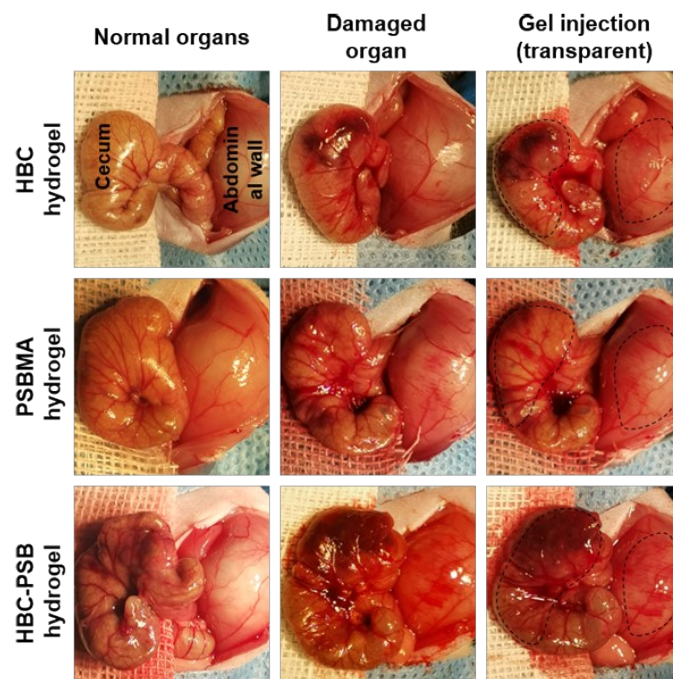 Normal organs
Damaged
organ
Gel injection
(transparent)
HBC
hydrogel
Cecum
Abdomin
al wall
PSBMA
hydrogel
HBC-PSB
hydrogel